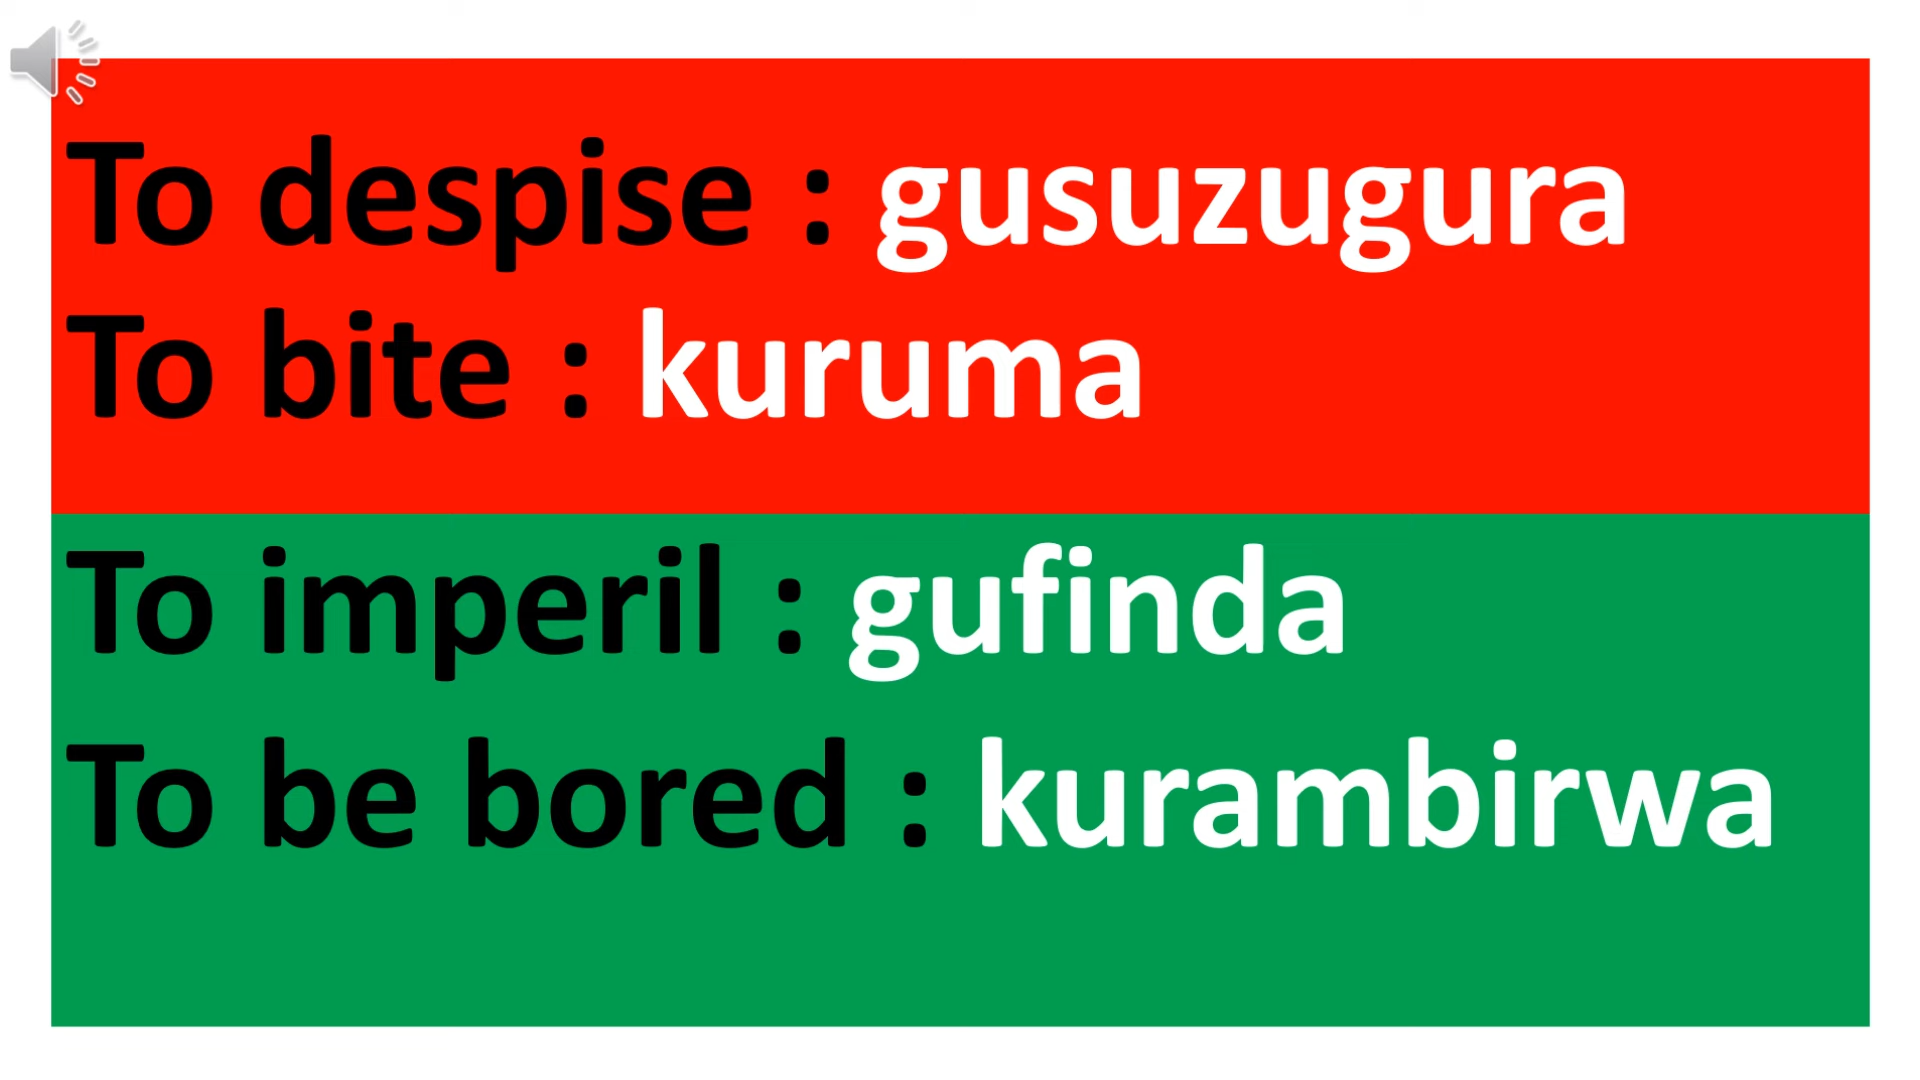 To despise : gusuzugura
To bite : kuruma
To imperil : gufinda
To be bored : kurambirwa